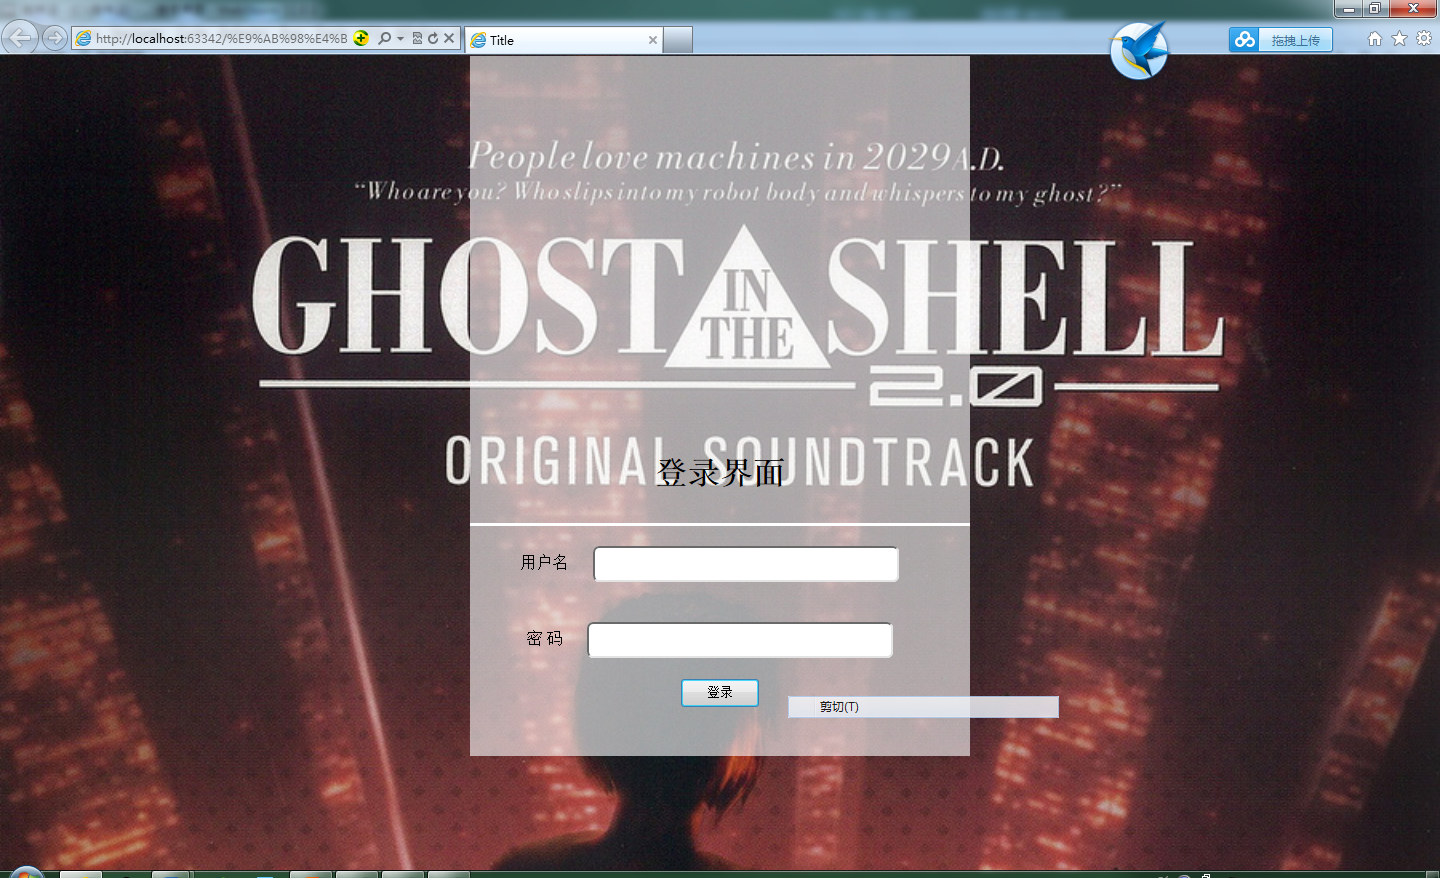 http://localhost:63342/%E9%AB%98%E4%B
Title
拖拽上传
People love machines in 2029 A.D.
“Who are you? Who slips into my robot body and whispers to my ghost?”
GHOST IN THE SHELL
2.0
ORIGINAL SOUNDTRACK
登录界面
用户名
密 码
登录
剪切(T)